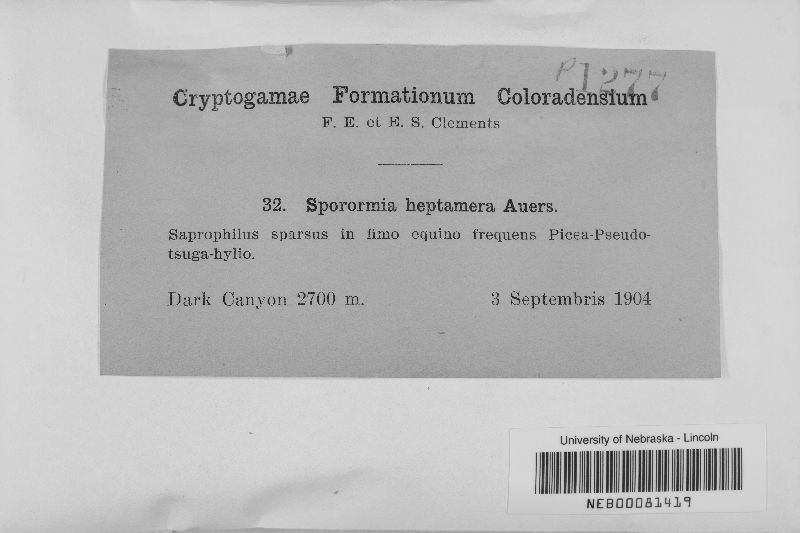 P1277
Cryptogamae Formationum Coloradensium
F. E. et E. S. Clements
32. Sporormia heptamera Auers.
Saprophilus sparsus in fimo equino frequens Picea-Pseudo-
tsuga-hylio.
Dark Canyon 2700 m. 3 Septembris 1904
University of Nebraska - Lincoln
NEB00081419